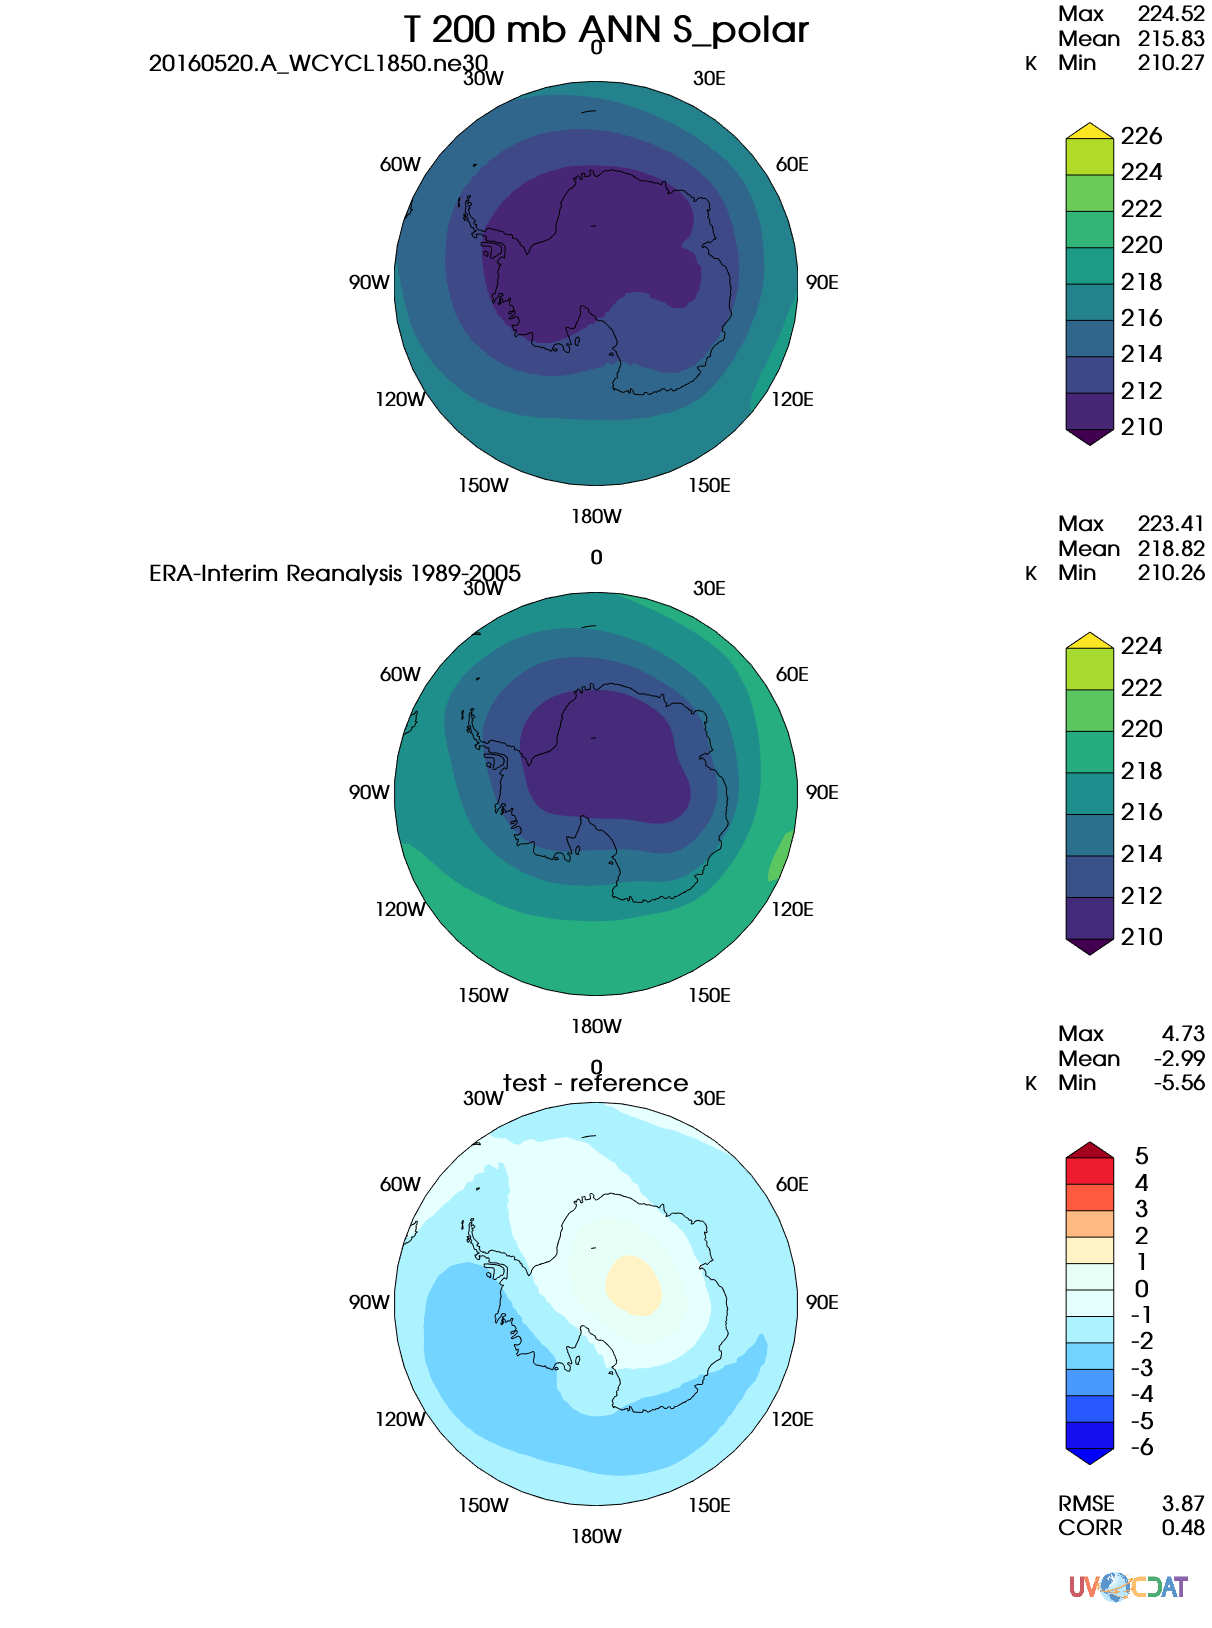 T 200 mb ANN S_polar
20160520.A_WCYCL1850.ne30
Max 224.52
Mean 215.83
K Min 210.27
0
30W 30E
60W 60E
90W 90E
120W 120E
150W 150E
180W
226
224
222
220
218
216
214
212
210
ERA-Interim Reanalysis 1989-2005
Max 223.41
Mean 218.82
K Min 210.26
0
30W 30E
60W 60E
90W 90E
120W 120E
150W 150E
180W
224
222
220
218
216
214
212
210
test - reference
Max 4.73
Mean -2.99
K Min -5.56
0
30W 30E
60W 60E
90W 90E
120W 120E
150W 150E
180W
5
4
3
2
1
0
-1
-2
-3
-4
-5
-6
RMSE 3.87
CORR 0.48
UVCDAT